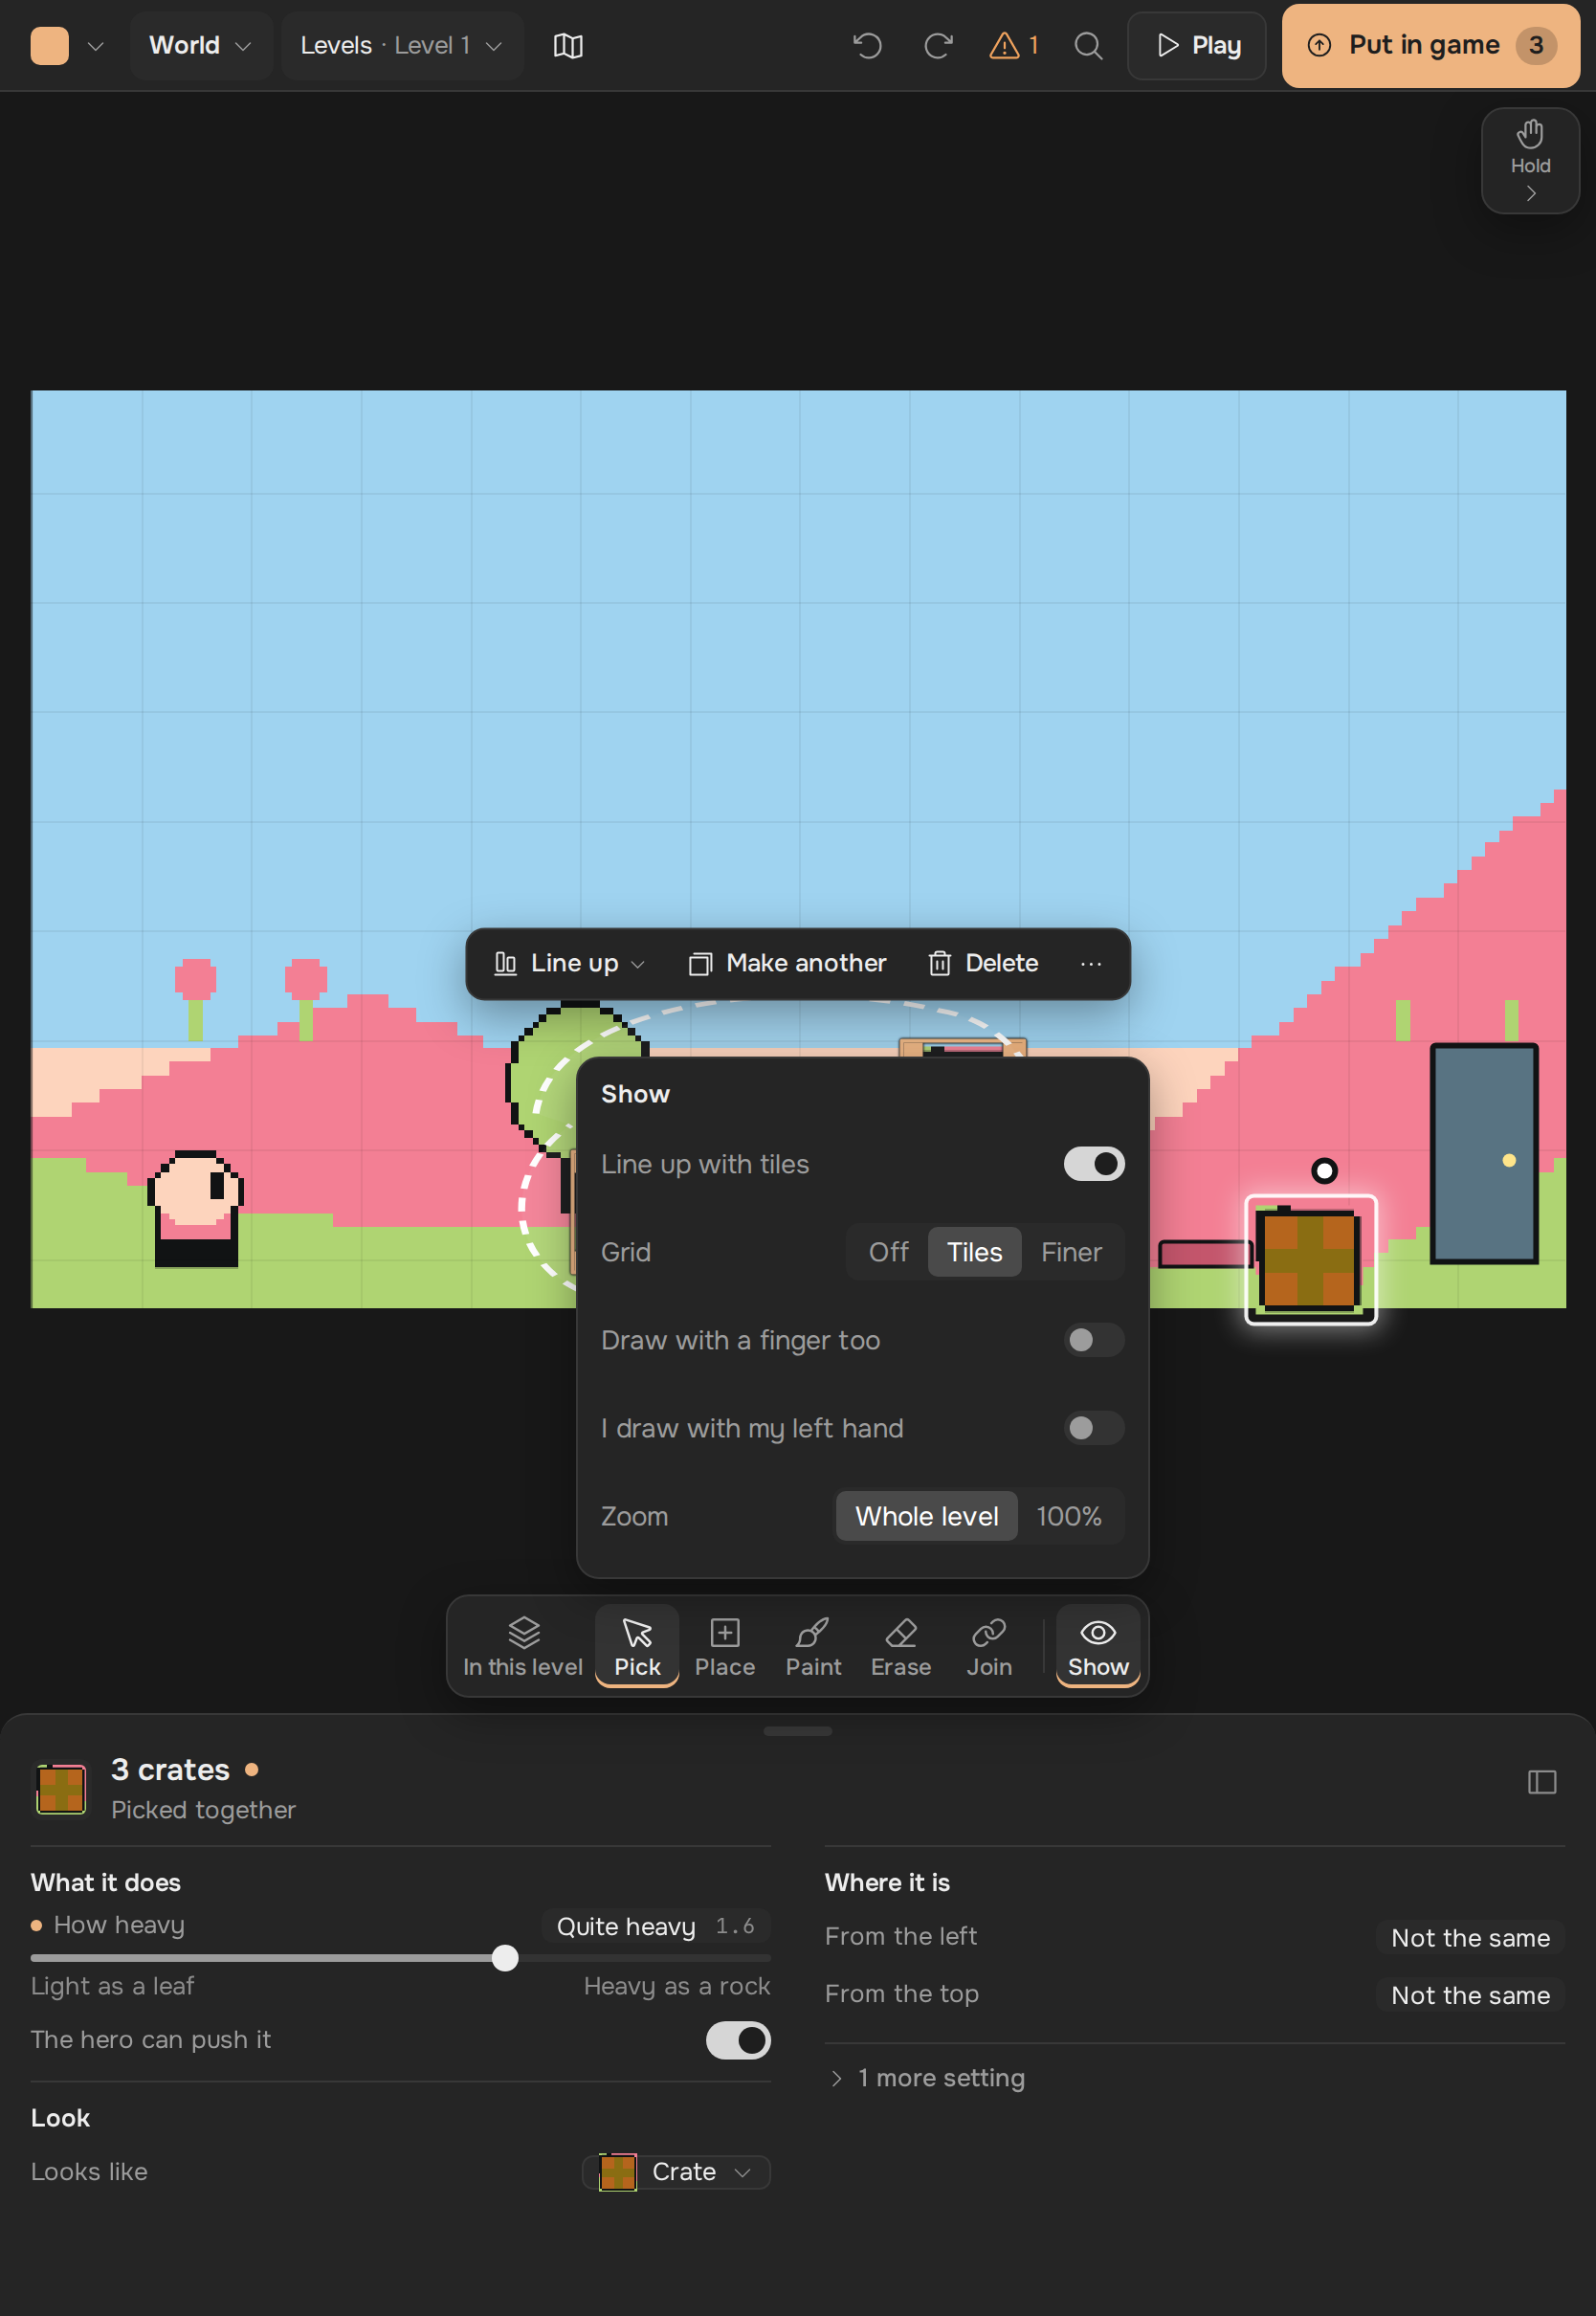 World
Levels · Level 1
1
Play
Put in game 3
Hold
Line up
Make another
Delete
Show
Line up with tiles
Grid
Off Tiles Finer
Draw with a finger too
I draw with my left hand
Zoom
Whole level 100%
In this level
Pick
Place
Paint
Erase
Join
Show
3 crates
Picked together
What it does
How heavy
Quite heavy 1.6
Light as a leaf
Heavy as a rock
The hero can push it
Look
Looks like
Crate
Where it is
From the left
Not the same
From the top
Not the same
1 more setting